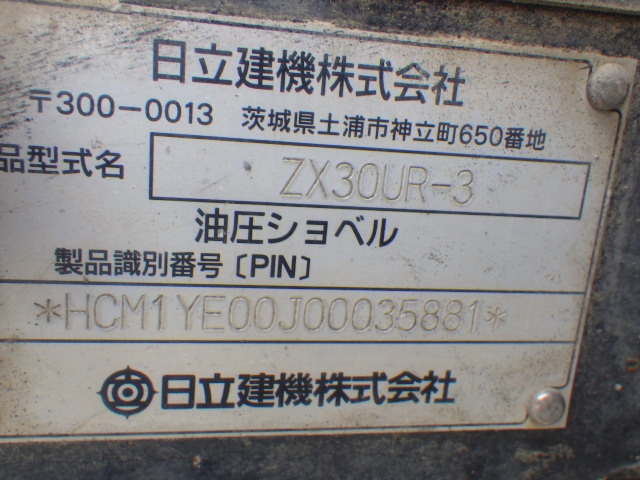 日立建機株式会社
〒300-0013 茨城県土浦市神立町650番地
品型式名 ZX30UR-3
油圧ショベル
製品識別番号〔PIN〕
*HCM1YE00J00035881*
日立建機株式会社